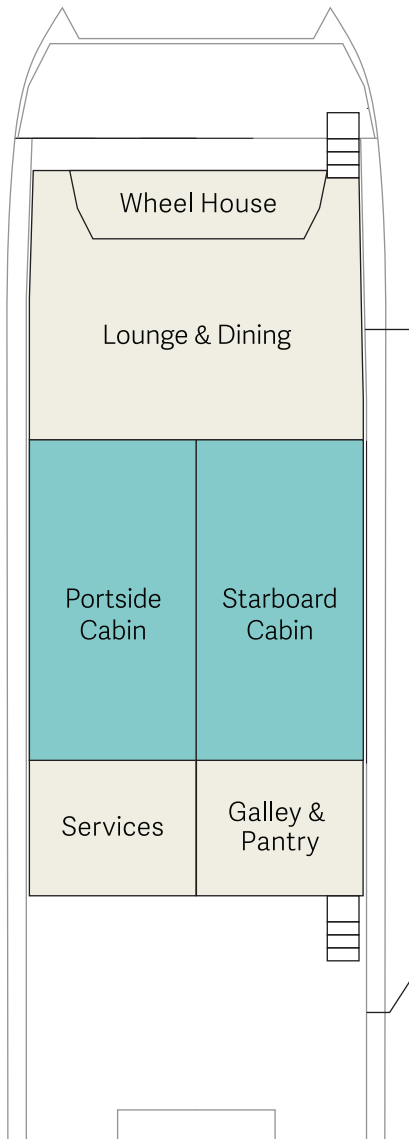 Wheel House
Lounge & Dining
Portside
Cabin
Starboard
Cabin
Services
Galley &
Pantry